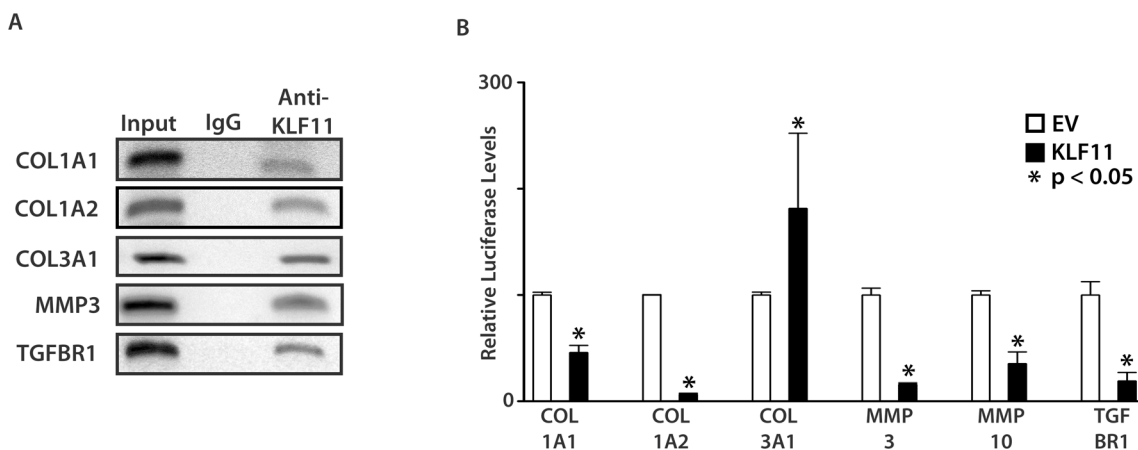 A
Input IgG Anti-
KLF11
COL1A1
COL1A2
COL3A1
MMP3
TGFBR1
B
Relative Luciferase Levels
300
0
*
*
*
*
*
*
EV
KLF11
* p < 0.05
COL COL COL MMP MMP TGF
1A1 1A2 3A1 3 10 BR1